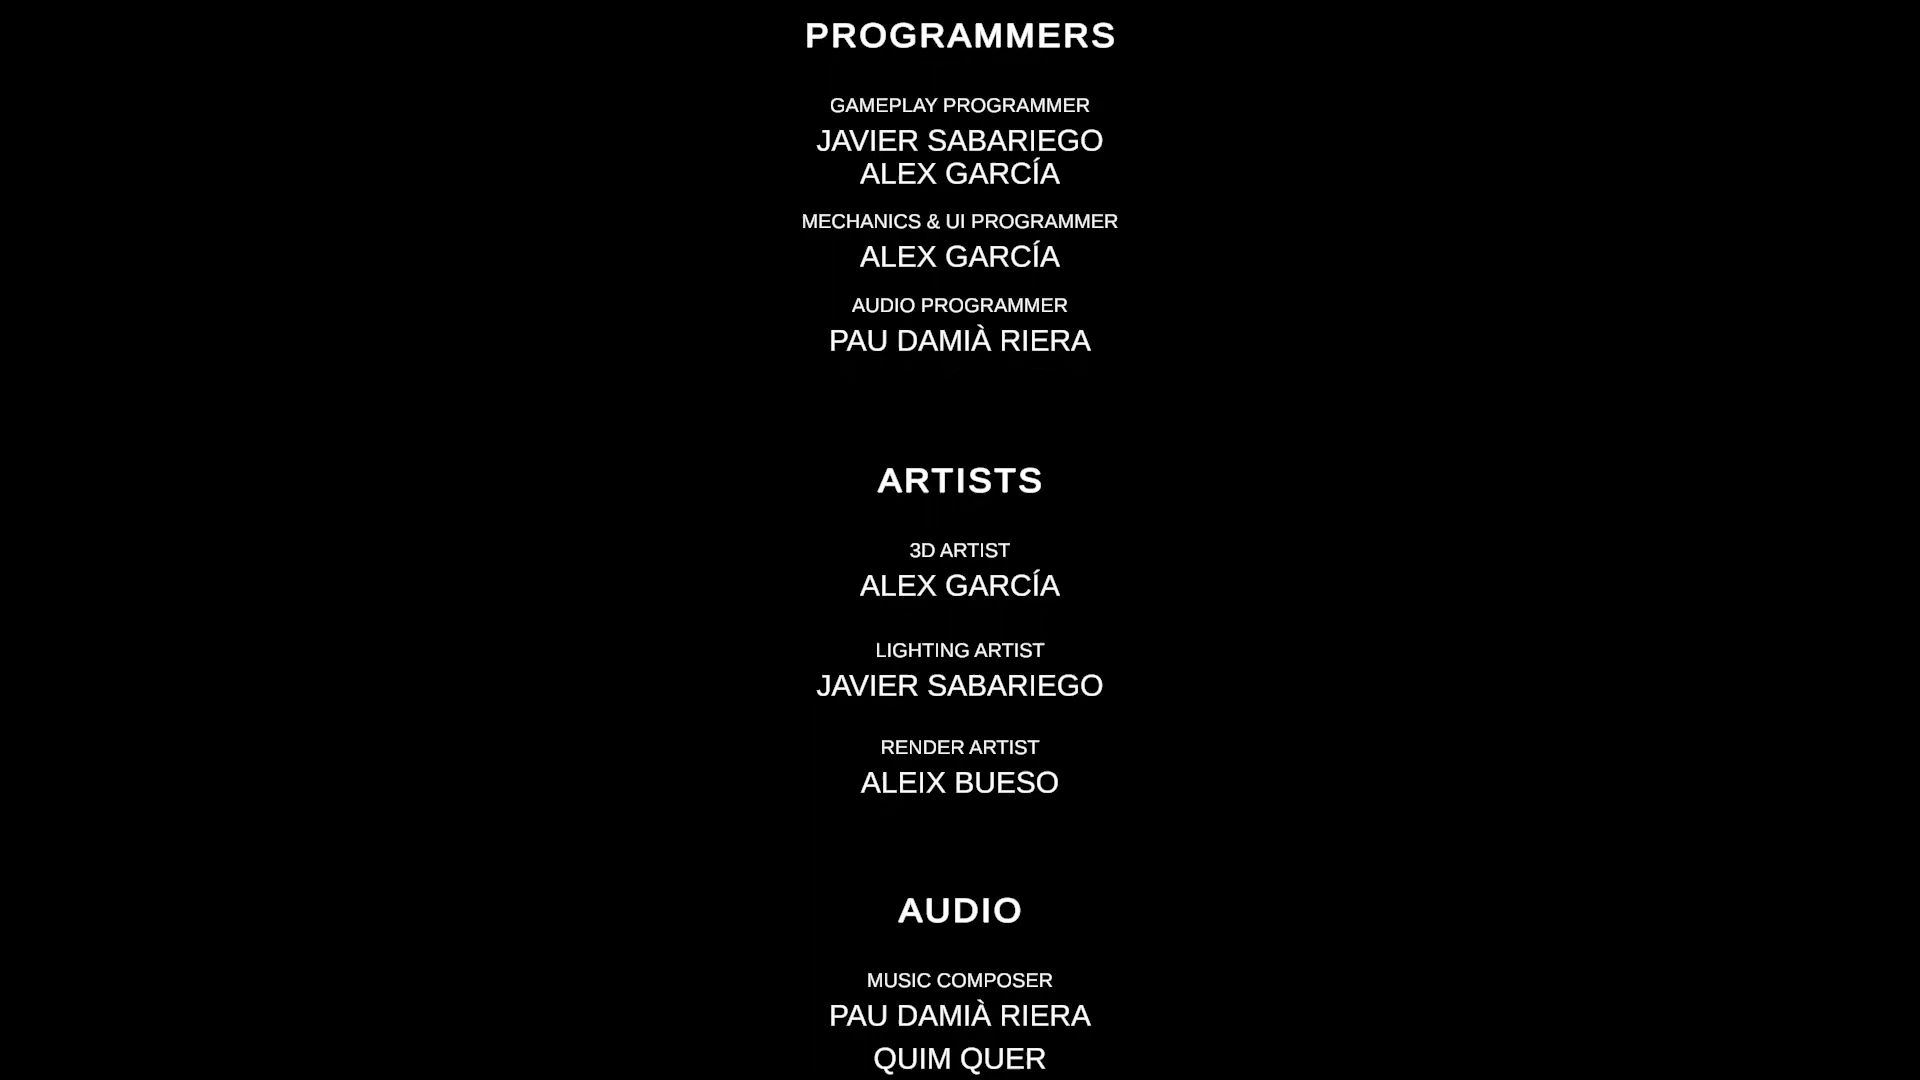 PROGRAMMERS
GAMEPLAY PROGRAMMER
JAVIER SABARIEGO
ALEX GARCÍA
MECHANICS & UI PROGRAMMER
ALEX GARCÍA
AUDIO PROGRAMMER
PAU DAMIÀ RIERA
ARTISTS
3D ARTIST
ALEX GARCÍA
LIGHTING ARTIST
JAVIER SABARIEGO
RENDER ARTIST
ALEIX BUESO
AUDIO
MUSIC COMPOSER
PAU DAMIÀ RIERA
QUIM QUER